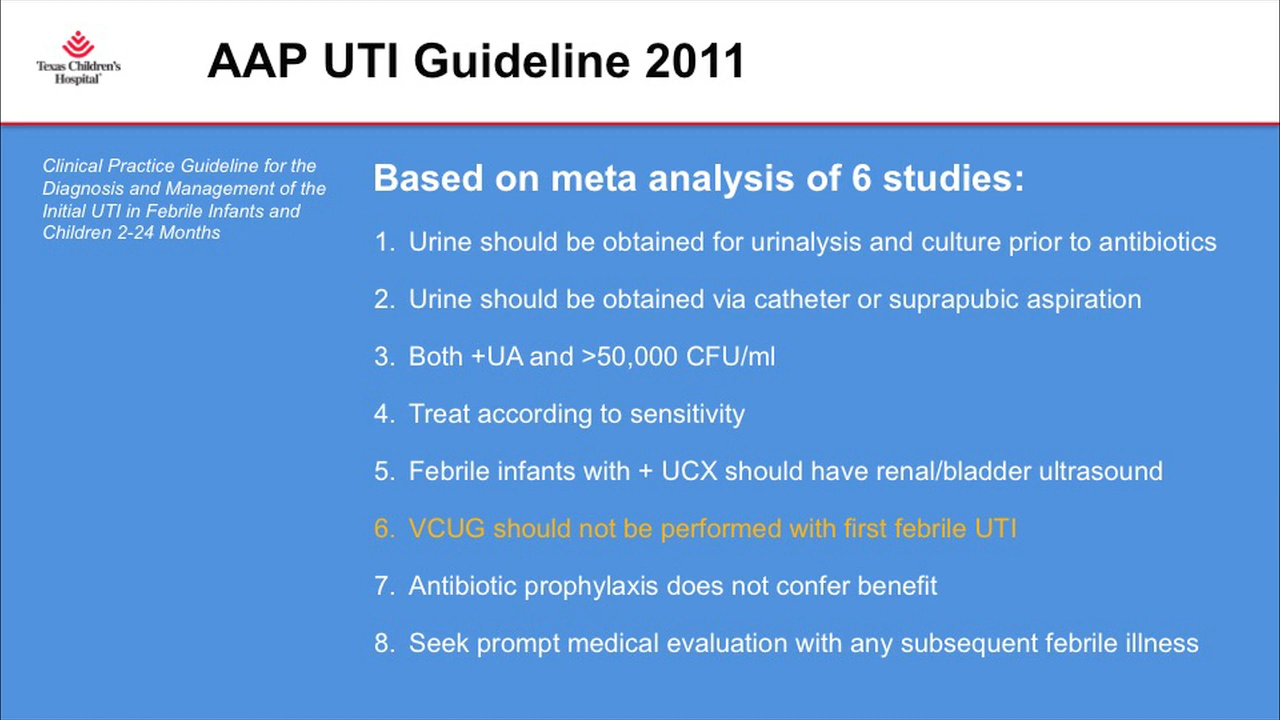 Texas Children's
Hospital
AAP UTI Guideline 2011
Clinical Practice Guideline for the
Diagnosis and Management of the
Initial UTI in Febrile Infants and
Children 2-24 Months
Based on meta analysis of 6 studies:
1. Urine should be obtained for urinalysis and culture prior to antibiotics
2. Urine should be obtained via catheter or suprapubic aspiration
3. Both +UA and >50,000 CFU/ml
4. Treat according to sensitivity
5. Febrile infants with + UCX should have renal/bladder ultrasound
6. VCUG should not be performed with first febrile UTI
7. Antibiotic prophylaxis does not confer benefit
8. Seek prompt medical evaluation with any subsequent febrile illness